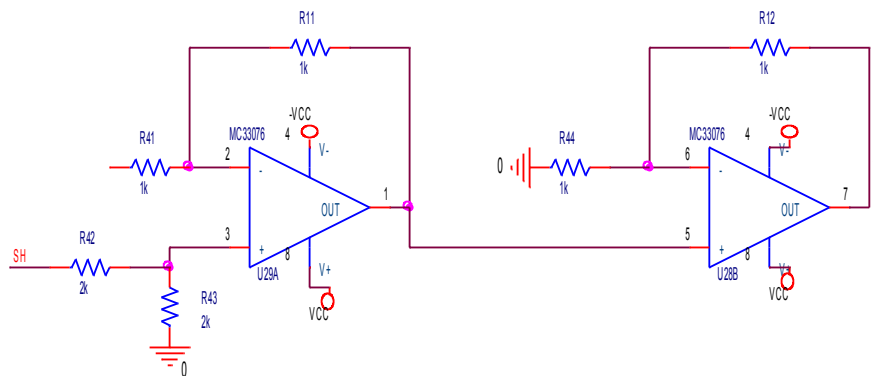 R11
1k
R12
1k
-VCC
-VCC
R41
1k
MC33076
4
V-
2
-
R44
1k
0
MC33076
4
V-
6
-
OUT
1
OUT
7
3
+
8
V+
U29A
VCC
5
+
8
V+
U28B
VCC
SH
R42
2k
R43
2k
0